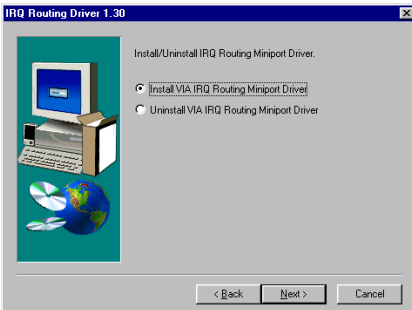 IRQ Routing Driver 1.30
Install/Uninstall IRQ Routing Miniport Driver.
Install VIA IRQ Routing Miniport Driver
Uninstall VIA IRQ Routing Miniport Driver
< Back Next > Cancel